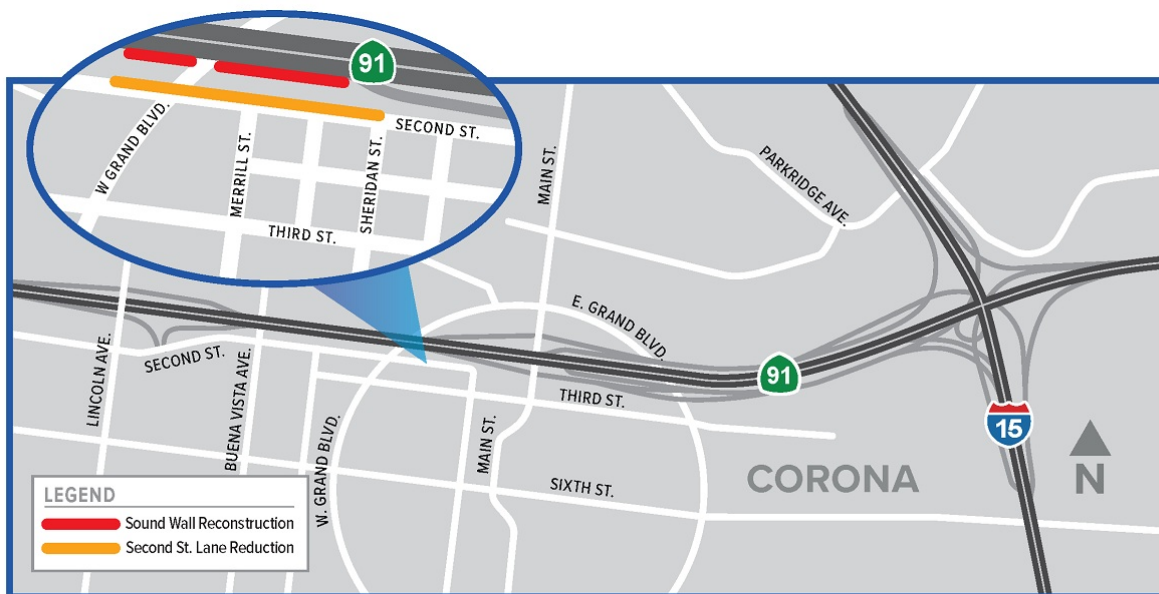 91
SECOND ST.
W GRAND BLVD.
MERRILL ST.
SHERIDAN ST.
THIRD ST.
MAIN ST.
PARKRIDGE AVE.
E. GRAND BLVD.
SECOND ST.
LINCOLN AVE.
BUENA VISTA AVE.
91
THIRD ST.
15
W. GRAND BLVD.
MAIN ST.
SIXTH ST.
CORONA
N
LEGEND
Sound Wall Reconstruction
Second St. Lane Reduction